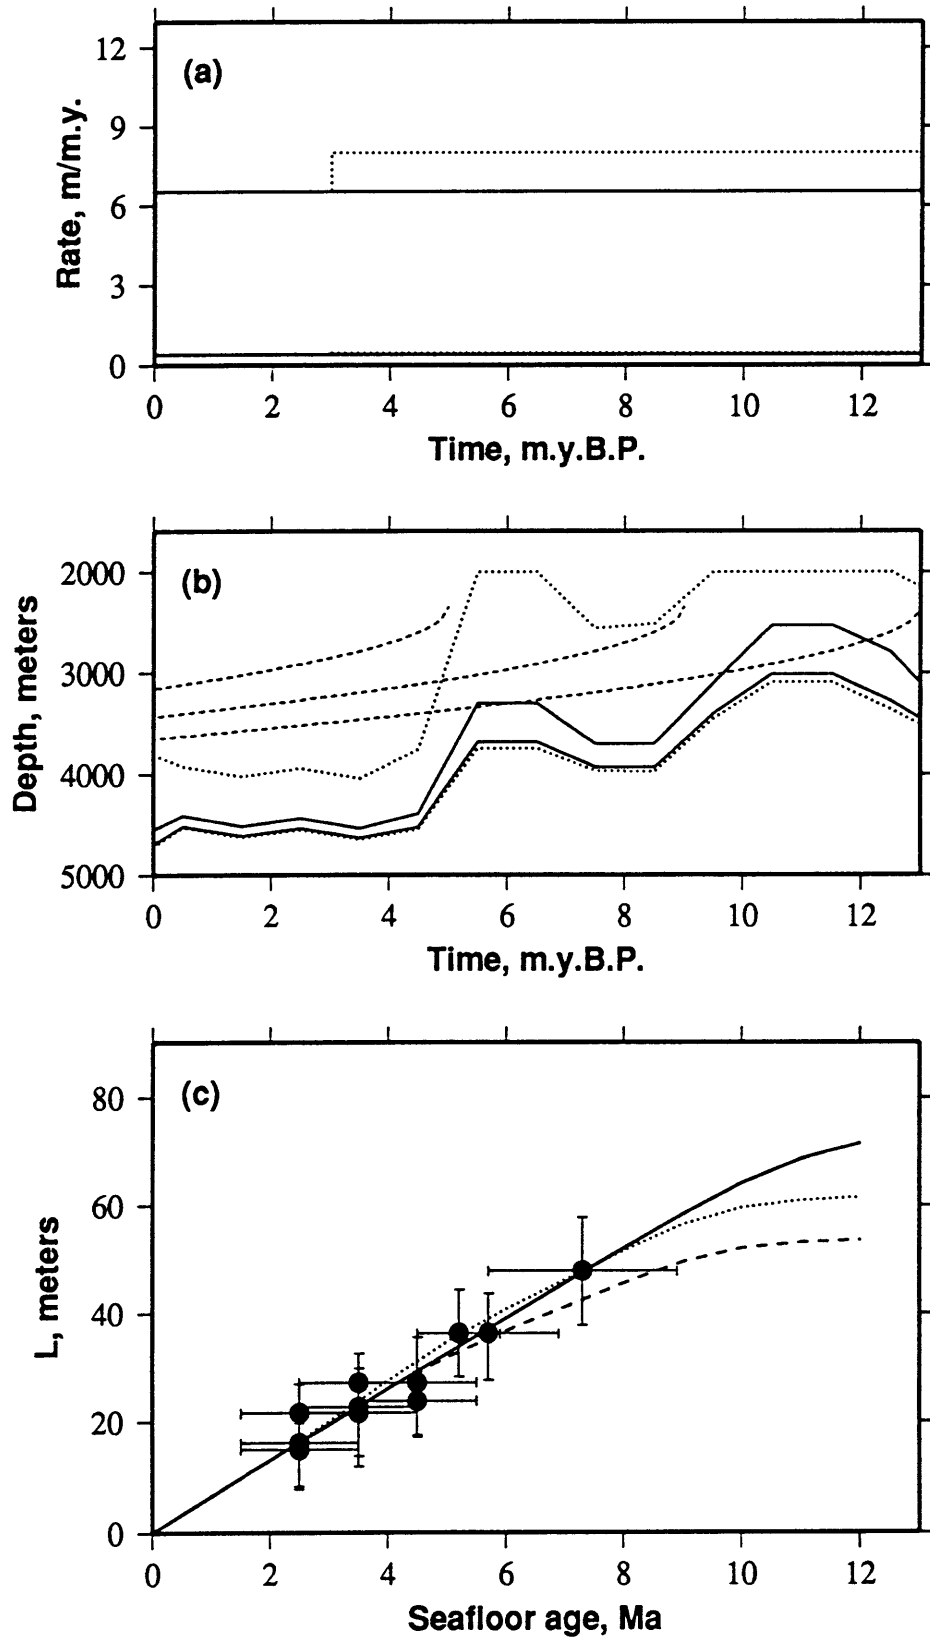 12
(a)
9
Rate, m/m.y.
6
3
0
0 2 4 6 8 10 12
Time, m.y.B.P.
(b)
2000
Depth, meters
3000
4000
5000
0 2 4 6 8 10 12
Time, m.y.B.P.
(c)
80
60
L, meters
40
20
0
0 2 4 6 8 10 12
Seafloor age, Ma